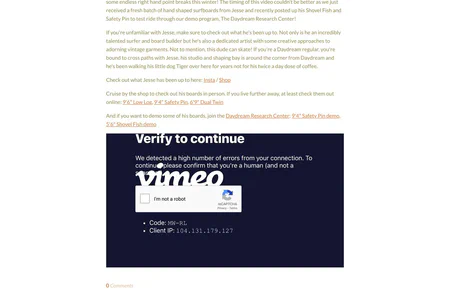 some endless right hand point breaks this winter! The timing of this video couldn't be better as we just
received a fresh batch of hand shaped surfboards from Jesse and recently posted up his Shovel Fish and
Safety Pin to test ride through our demo program, The Daydream Research Center!
If you're unfamiliar with Jesse, make sure to check out what he's been up to. Not only is he an incredibly
talented surfer and board builder but he's also a dedicated artist with some creative approaches to
adorning vintage garments. Not to mention, this dude can skate! If you're a Daydream regular, you're
bound to cross paths with Jesse, his studio and shaping bay is around the corner from Daydream and
he's been walking his little dog Tiger over here for years not for his twice a day dose of coffee.
Check out what Jesse has been up to here: Insta / Shop
Cruise by the shop to check out his boards in person. If you live further away, at least check them out
online: 9'6" Low Log, 9'4" Safety Pin, 6'9" Dual Twin
And if you want to demo some of his boards, join the Daydream Research Center: 9'4" Safety Pin demo,
5'6" Shovel Fish demo
Verify to continue
We detected a high number of errors from your connection. To
continue, please confirm that you're a human (and not a
vimeo
I'm not a robot
reCAPTCHA
Privacy - Terms
• Code: MW-RL
• Client IP: 104.131.179.127
0 Comments